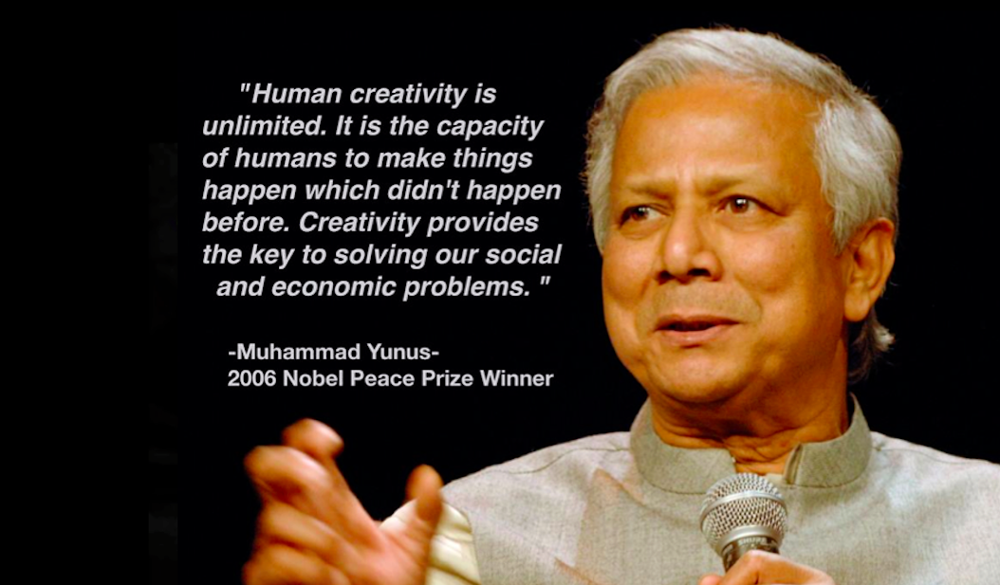 "Human creativity is
unlimited. It is the capacity
of humans to make things
happen which didn't happen
before. Creativity provides
the key to solving our social
and economic problems. "
-Muhammad Yunus-
2006 Nobel Peace Prize Winner
SHURE